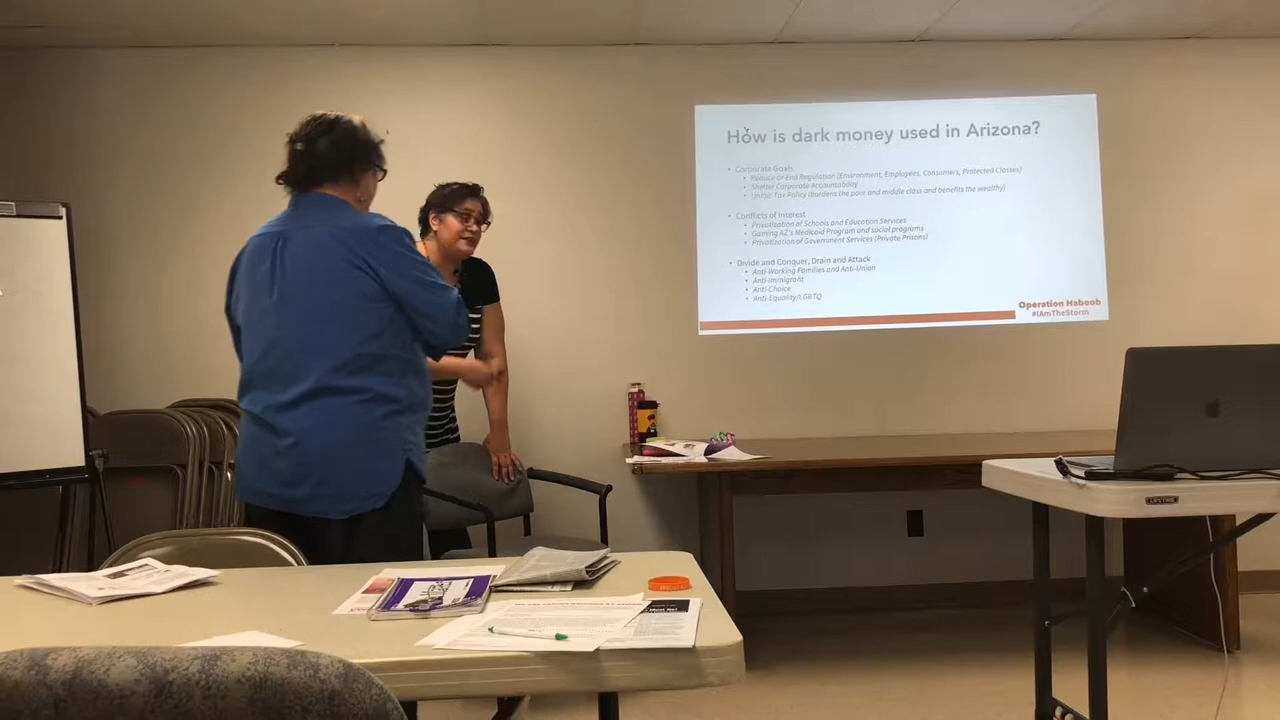 How is dark money used in Arizona?
• Corporate Goals
• Reduce or End Regulation (Environment, Employees, Consumers, Protected Classes)
• Shelter Corporate Accountability
• Unfair Tax Policy (burdens the poor and middle class and benefits the wealthy)
• Conflicts of Interest
• Privatization of Schools and Education Services
• Gaming AZ's Medicaid Program and social programs
• Privatization of Government Services (Private Prisons)
• Divide and Conquer, Drain and Attack
• Anti-Working Families and Anti-Union
• Anti-Immigrant
• Anti-Choice
• Anti-Equality/LGBTQ
Operation Haboob
#IAmTheStorm
LIFETIME